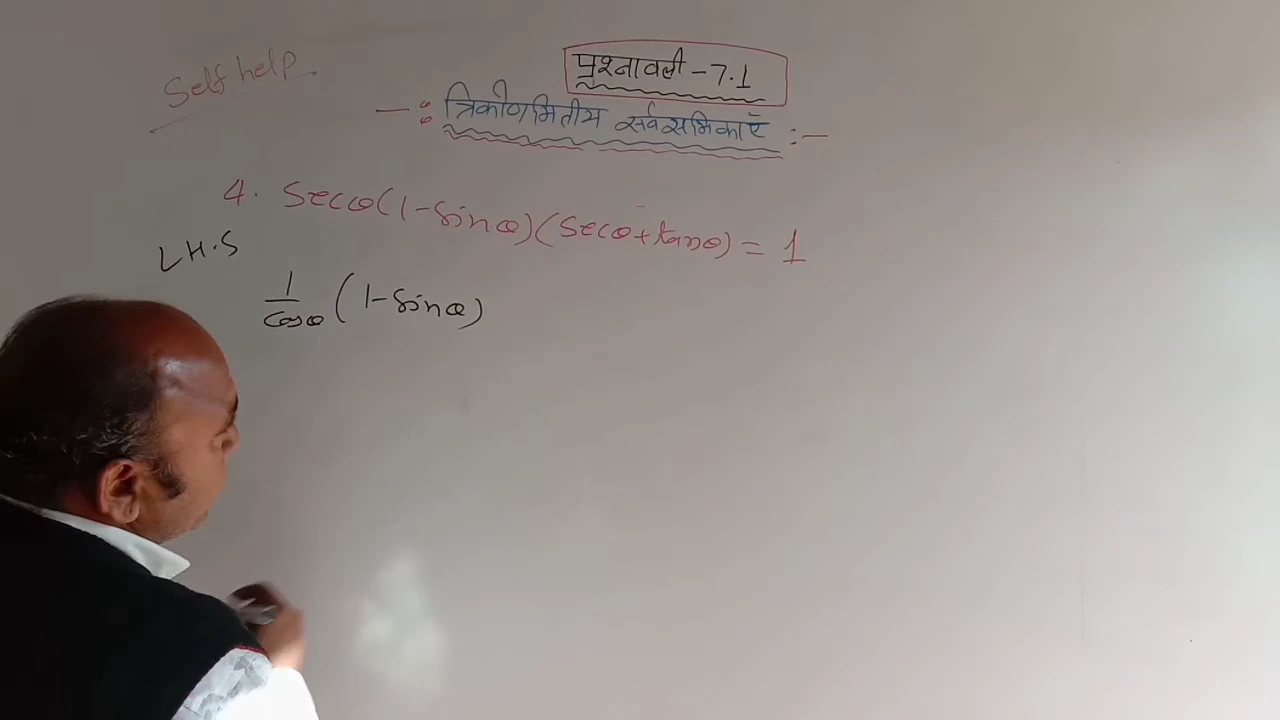 Self help.
प्रश्नावली - 7.1
-: त्रिकोणमितीय सर्वसमिकाएँ :-
4. secθ(1-sinθ)(secθ+tanθ) = 1
L H.S
1/cosθ (1-sinθ)